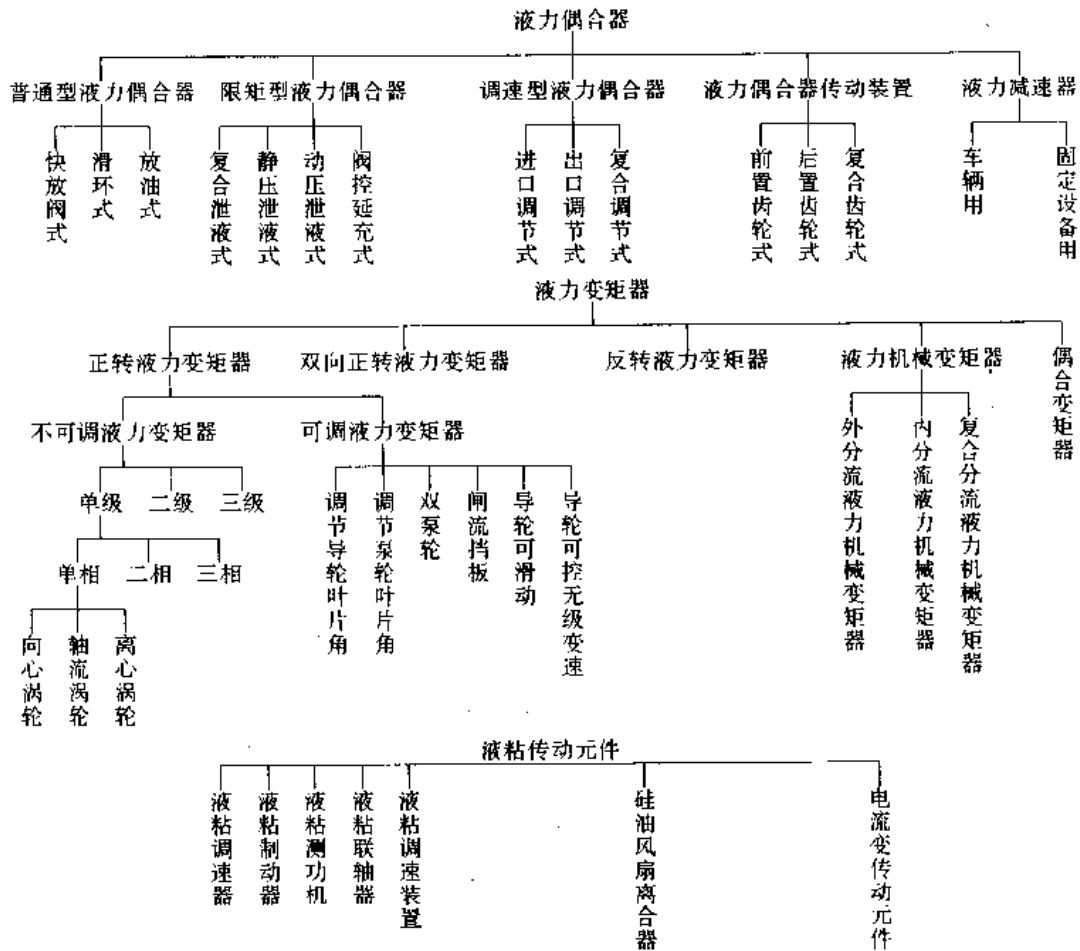 液力偶合器
普通型液力偶合器
限矩型液力偶合器
调速型液力偶合器
液力偶合器传动装置
液力减速器
快放阀式
滑环式
放油式
复合泄液式
静压泄液式
动压泄液式
阀控延充式
进口调节式
出口调节式
复合调节式
前置齿轮式
后置齿轮式
复合齿轮式
车辆用
固定设备用
液力变矩器
正转液力变矩器
双向正转液力变矩器
反转液力变矩器
液力机械变矩器
偶合变矩器
不可调液力变矩器
可调液力变矩器
外分流液力机械变矩器
内分流液力机械变矩器
复合分流液力机械变矩器
单级
二级
三级
调节导轮叶片角
调节泵轮叶片角
双泵轮
闸流挡板
导轮可滑动
导轮可控无级变速
单相
二相
三相
向心涡轮
轴流涡轮
离心涡轮
液粘传动元件
液粘调速器
液粘制动器
液粘测功机
液粘联轴器
液粘调速装置
硅油风扇离合器
电流变传动元件